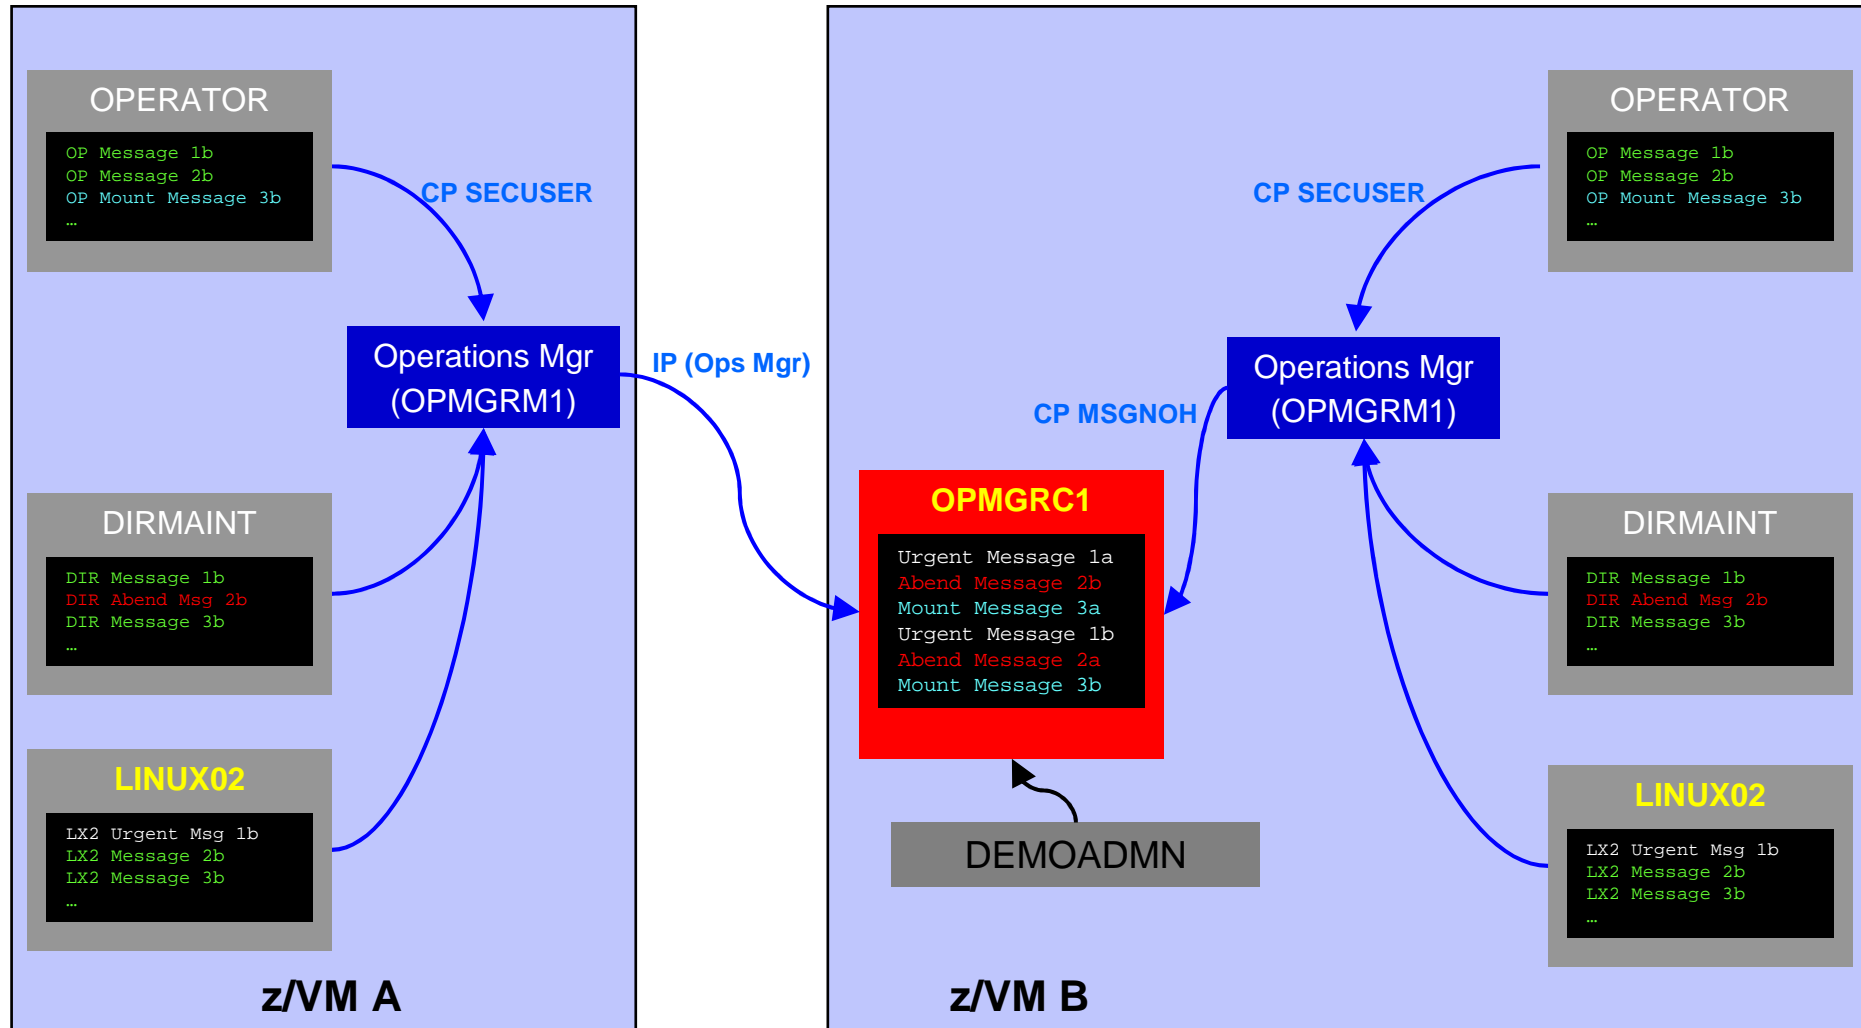 OPERATOR
OP Message 1b
OP Message 2b
OP Mount Message 3b
…
CP SECUSER
Operations Mgr
(OPMGRM1)
DIRMAINT
DIR Message 1b
DIR Abend Msg 2b
DIR Message 3b
…
LINUX02
LX2 Urgent Msg 1b
LX2 Message 2b
LX2 Message 3b
…
z/VM A
IP (Ops Mgr)
OPERATOR
OP Message 1b
OP Message 2b
OP Mount Message 3b
…
CP SECUSER
Operations Mgr
(OPMGRM1)
CP MSGNOH
OPMGRC1
Urgent Message 1a
Abend Message 2b
Mount Message 3a
Urgent Message 1b
Abend Message 2a
Mount Message 3b
DEMOADMN
DIRMAINT
DIR Message 1b
DIR Abend Msg 2b
DIR Message 3b
…
LINUX02
LX2 Urgent Msg 1b
LX2 Message 2b
LX2 Message 3b
…
z/VM B